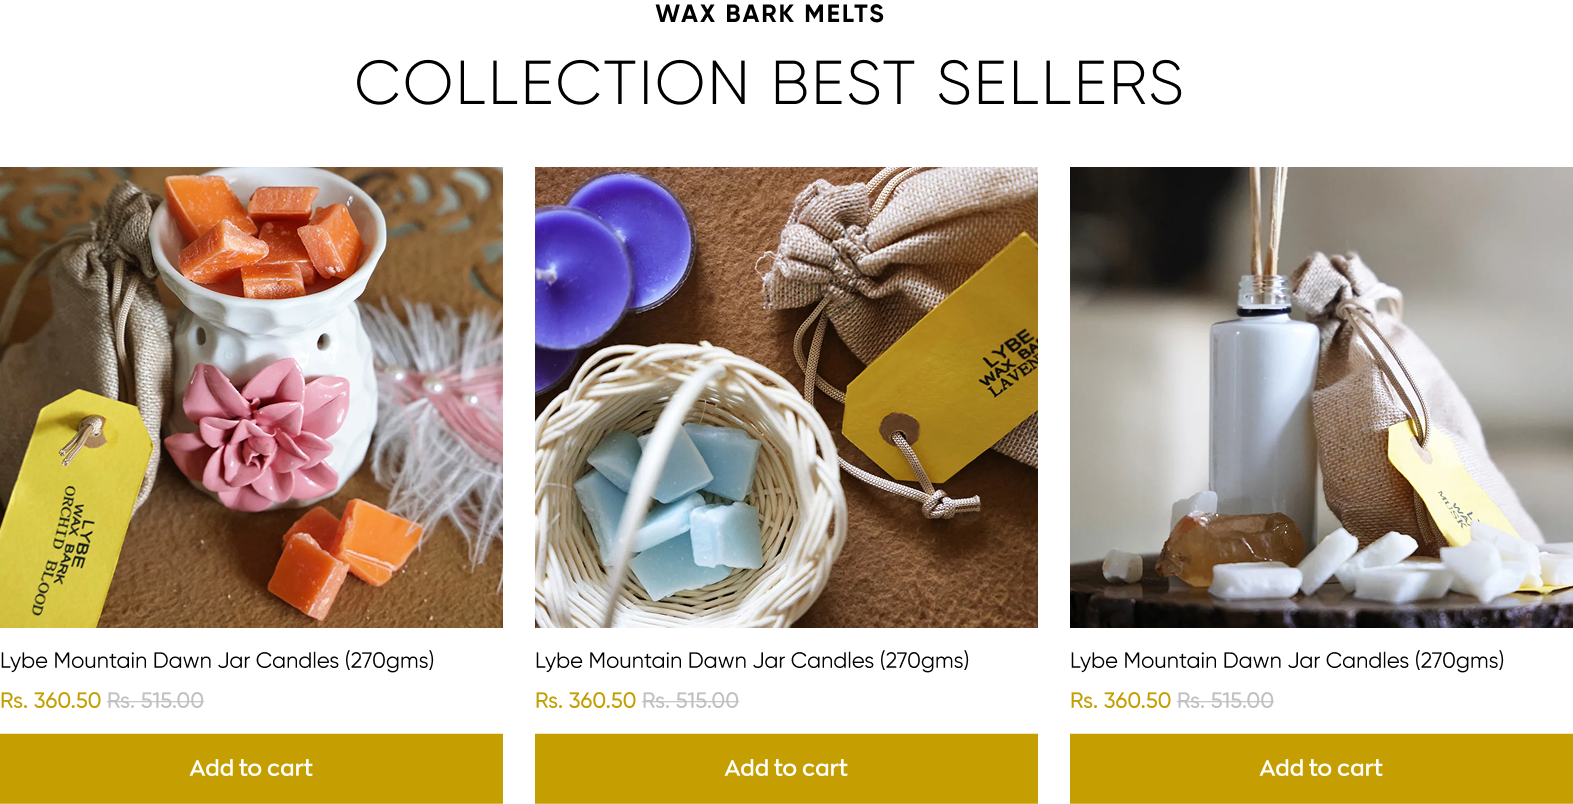 WAX BARK MELTS
COLLECTION BEST SELLERS
LYBE
WAX BARK
ORCHID BLOOD
LYBE
WAX BA
LAVEN
MUSK
Lybe Mountain Dawn Jar Candles (270gms)
Rs. 360.50 Rs. 515.00
Add to cart
Lybe Mountain Dawn Jar Candles (270gms)
Rs. 360.50 Rs. 515.00
Add to cart
Lybe Mountain Dawn Jar Candles (270gms)
Rs. 360.50 Rs. 515.00
Add to cart